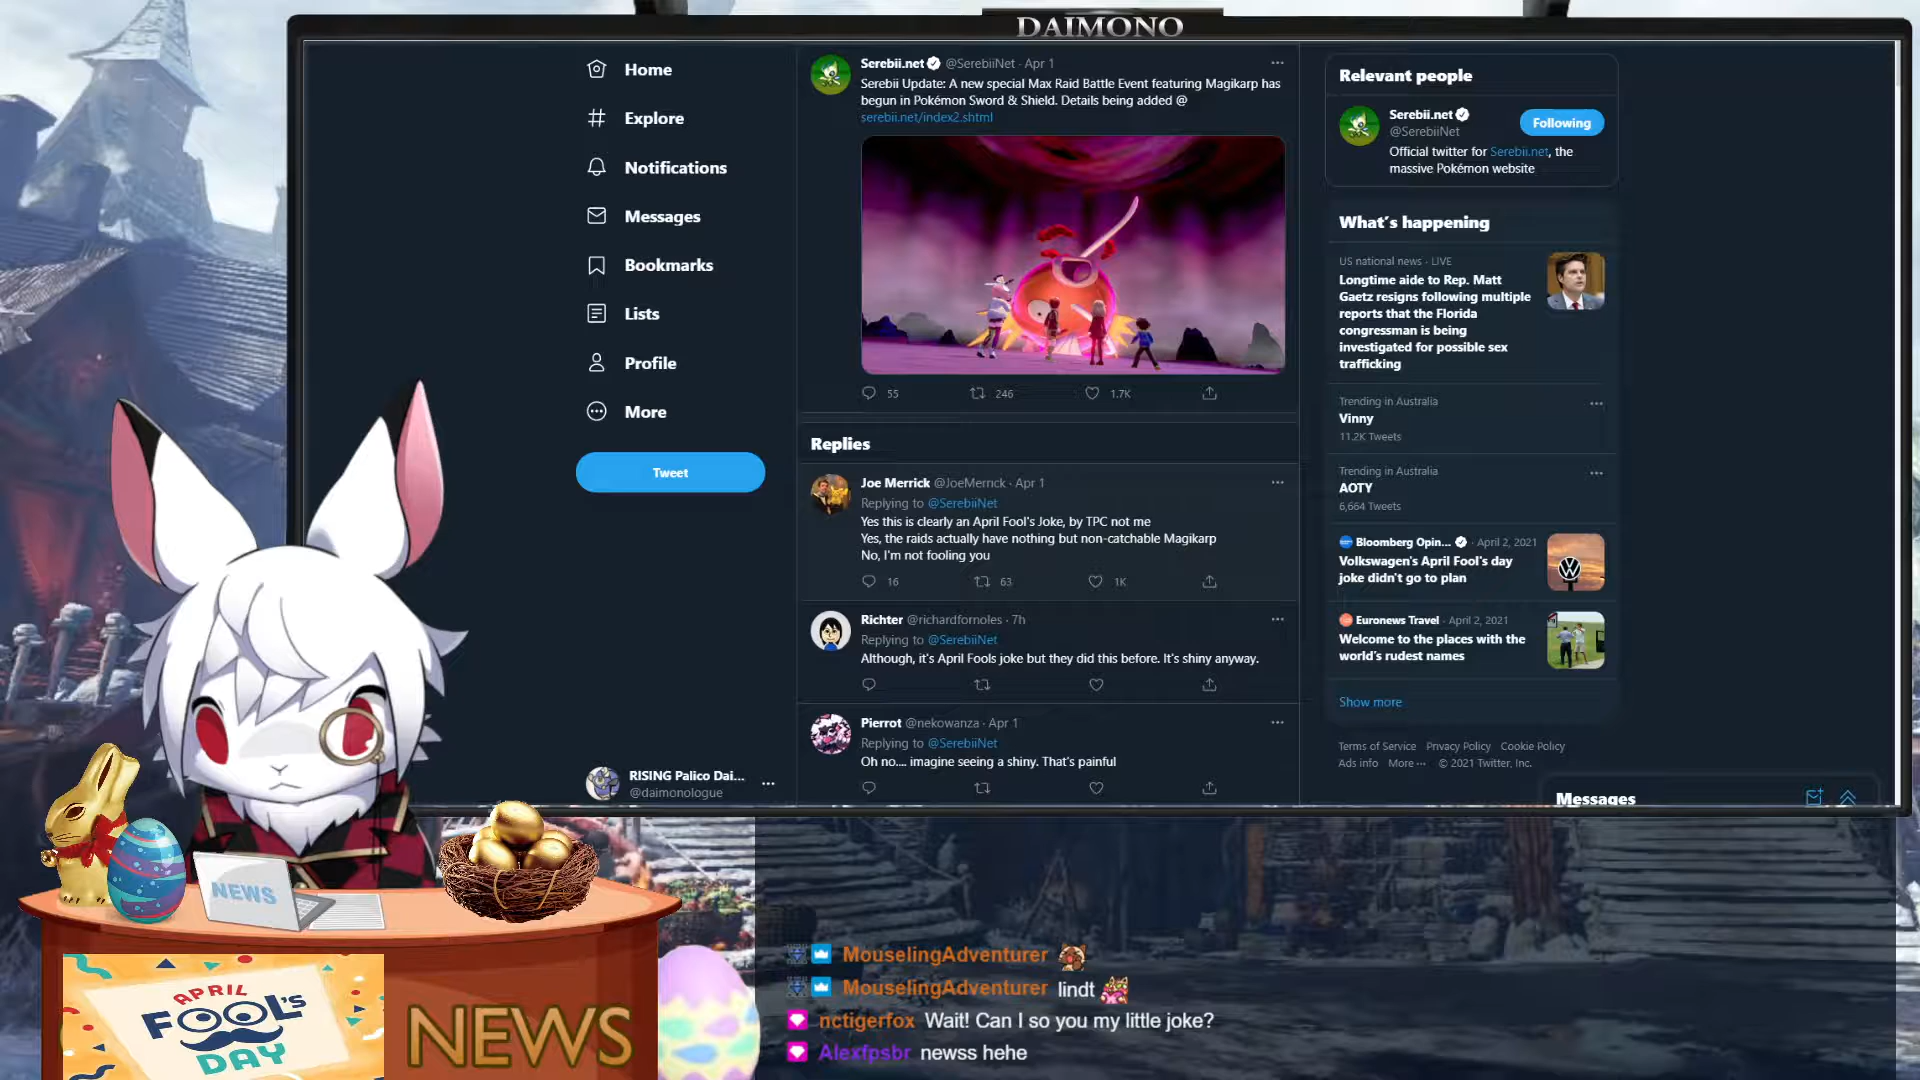 DAIMONO
Home
Explore
Notifications
Messages
Bookmarks
Lists
Profile
More
Tweet
RISING Palico Dai...
@daimonologue
Serebii.net @SerebiiNet · Apr 1
Serebii Update: A new special Max Raid Battle Event featuring Magikarp has
begun in Pokémon Sword & Shield. Details being added @
serebii.net/index2.shtml
55 246 1.7K
Replies
Joe Merrick @JoeMerrick · Apr 1
Replying to @SerebiiNet
Yes this is clearly an April Fool's Joke, by TPC not me
Yes, the raids actually have nothing but non-catchable Magikarp
No, I'm not fooling you
16 63 1K
Richter @richardfornoles · 7h
Replying to @SerebiiNet
Although, it's April Fools joke but they did this before. It's shiny anyway.
Pierrot @nekowanza · Apr 1
Replying to @SerebiiNet
Oh no.... imagine seeing a shiny. That's painful
Relevant people
Serebii.net
@SerebiiNet
Following
Official twitter for Serebii.net, the
massive Pokémon website
What's happening
US national news · LIVE
Longtime aide to Rep. Matt
Gaetz resigns following multiple
reports that the Florida
congressman is being
investigated for possible sex
trafficking
Trending in Australia
Vinny
11.2K Tweets
Trending in Australia
AOTY
6,664 Tweets
Bloomberg Opin... · April 2, 2021
Volkswagen's April Fool's day
joke didn't go to plan
Euronews Travel · April 2, 2021
Welcome to the places with the
world's rudest names
Show more
Terms of Service Privacy Policy Cookie Policy
Ads info More ··· © 2021 Twitter, Inc.
Messages
NEWS
APRIL
FOOL'S
DAY
NEWS
MouselingAdventurer
MouselingAdventurer lindt
nctigerfox Wait! Can I so you my little joke?
Alexfpsbr newss hehe